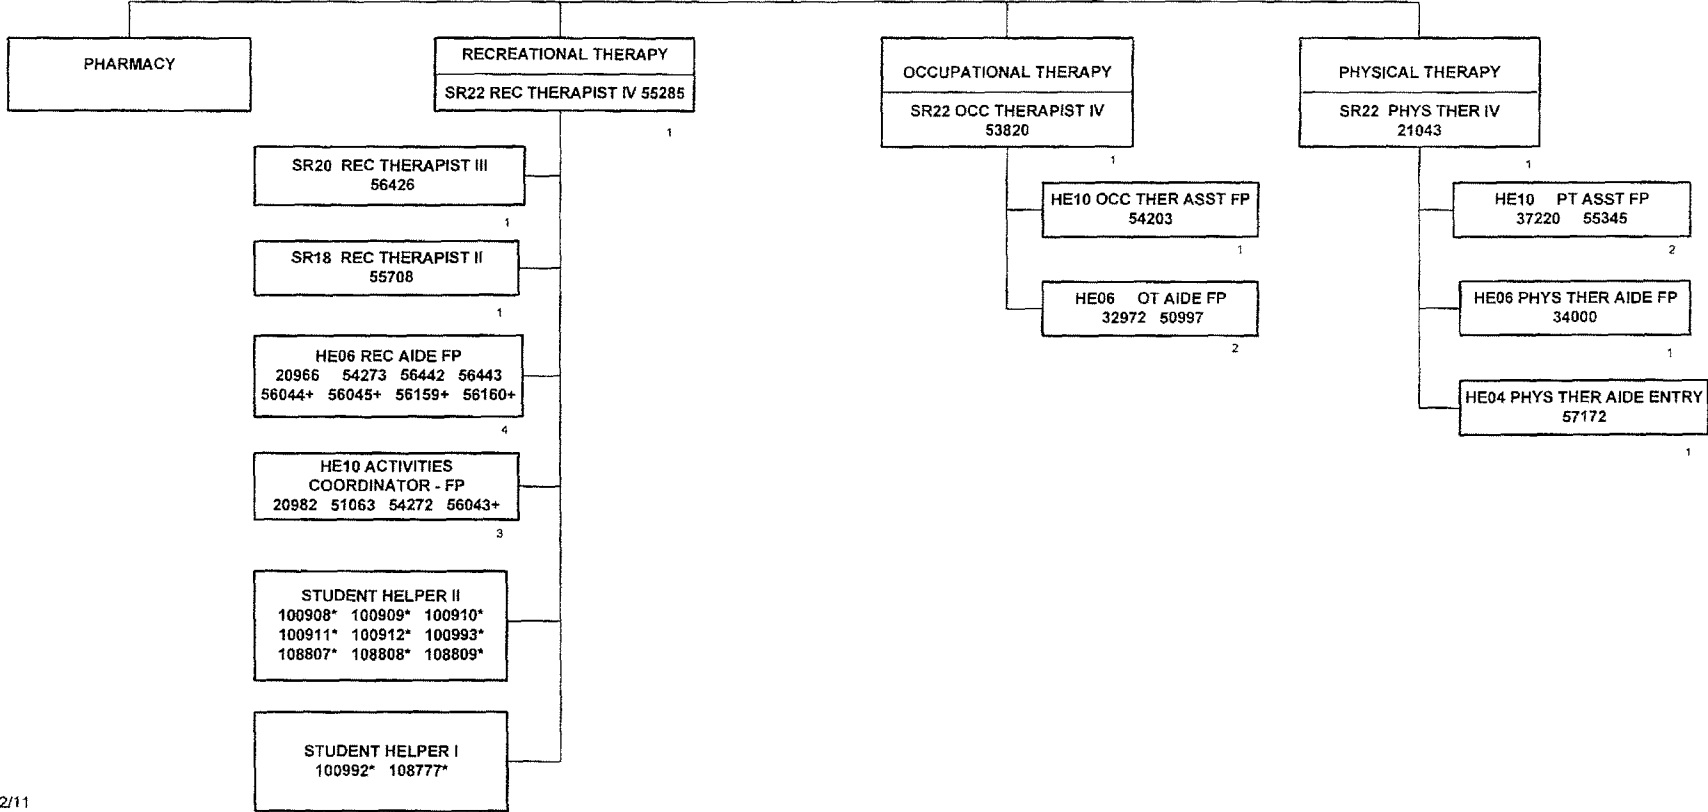 PHARMACY
RECREATIONAL THERAPY
SR22 REC THERAPIST IV 55285
1
SR20 REC THERAPIST III
56426
1
SR18 REC THERAPIST II
55708
1
HE06 REC AIDE FP
20966 54273 56442 56443
56044+ 56045+ 56159+ 56160+
4
HE10 ACTIVITIES
COORDINATOR - FP
20982 51063 54272 56043+
3
STUDENT HELPER II
100908* 100909* 100910*
100911* 100912* 100993*
108807* 108808* 108809*
STUDENT HELPER I
100992* 108777*
OCCUPATIONAL THERAPY
SR22 OCC THERAPIST IV
53820
1
HE10 OCC THER ASST FP
54203
1
HE06 OT AIDE FP
32972 50997
2
PHYSICAL THERAPY
SR22 PHYS THER IV
21043
1
HE10 PT ASST FP
37220 55345
2
HE06 PHYS THER AIDE FP
34000
1
HE04 PHYS THER AIDE ENTRY
57172
1
2/11